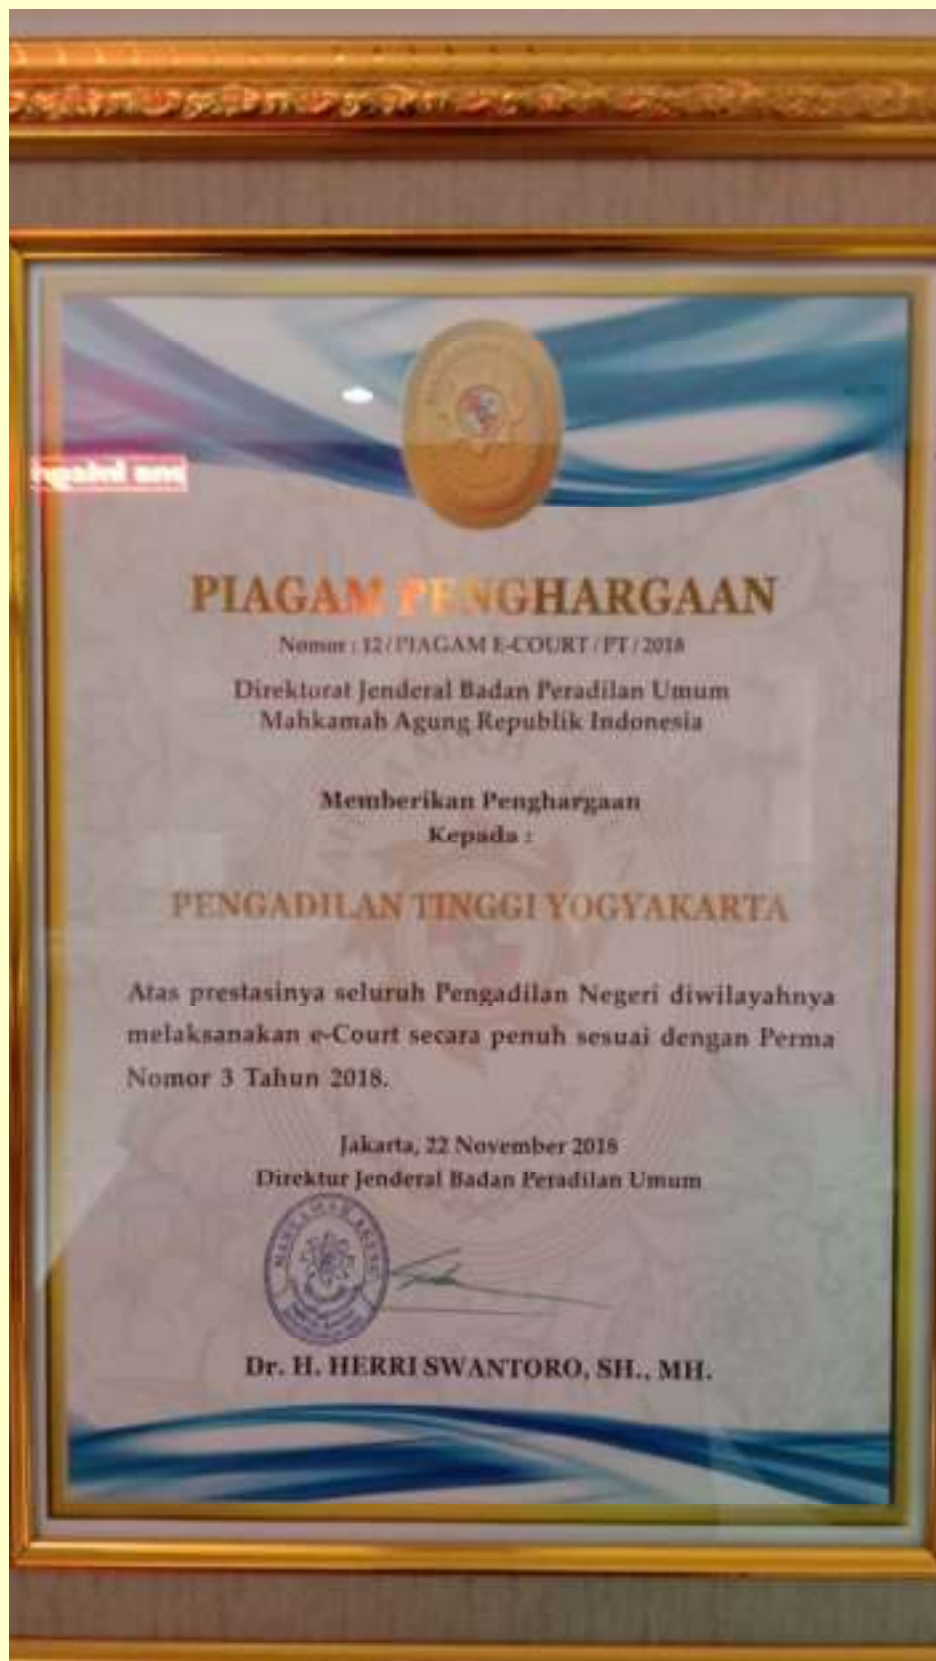 PIAGAM PENGHARGAAN
Nomor : 12 / PIAGAM E-COURT / PT / 2018
Direktorat Jenderal Badan Peradilan Umum
Mahkamah Agung Republik Indonesia
Memberikan Penghargaan
Kepada :
PENGADILAN TINGGI YOGYAKARTA
Atas prestasinya seluruh Pengadilan Negeri diwilayahnya
melaksanakan e-Court secara penuh sesuai dengan Perma
Nomor 3 Tahun 2018.
Jakarta, 22 November 2018
Direktur Jenderal Badan Peradilan Umum
MAHKAMAH AGUNG
Dr. H. HERRI SWANTORO, SH., MH.